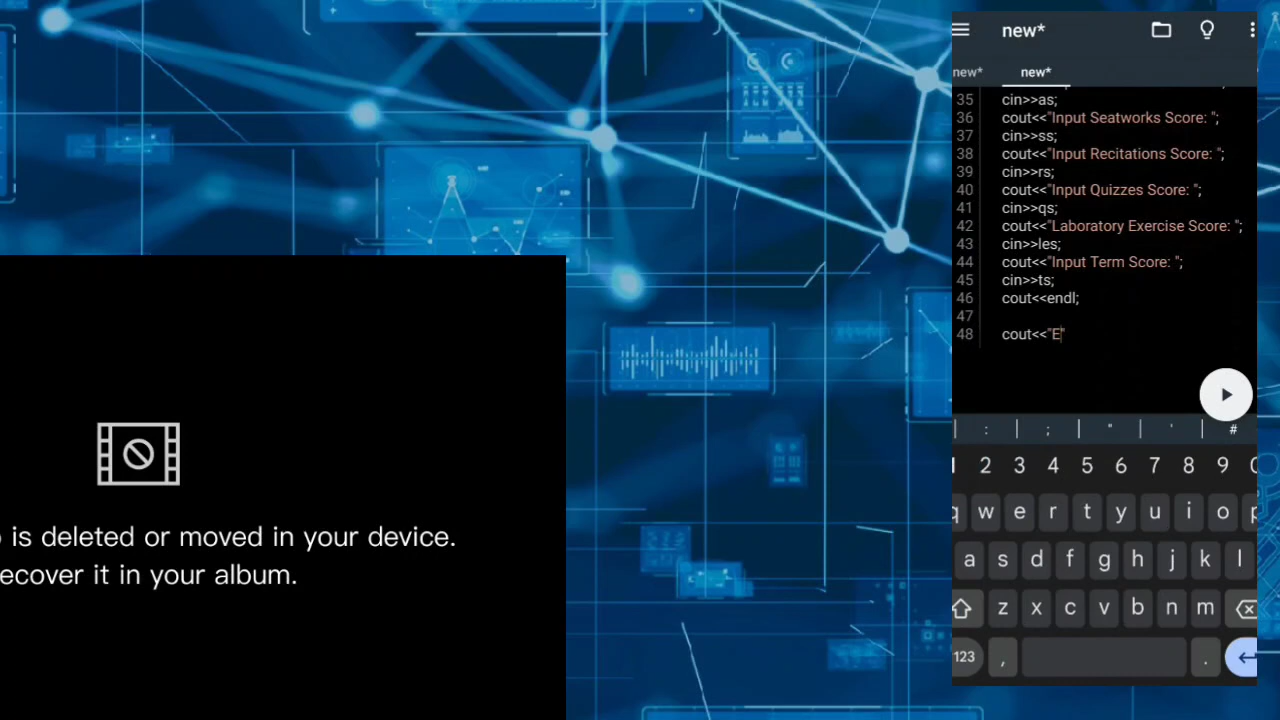 new*
new*
new*
35 cin>>as;
36 cout<<"Input Seatworks Score: ";
37 cin>>ss;
38 cout<<"Input Recitations Score: ";
39 cin>>rs;
40 cout<<"Input Quizzes Score: ";
41 cin>>qs;
42 cout<<"Laboratory Exercise Score: ";
43 cin>>les;
44 cout<<"Input Term Score: ";
45 cin>>ts;
46 cout<<endl;
47
48 cout<<"E"
: ; " ' #
2 3 4 5 6 7 8 9
q w e r t y u i o p
a s d f g h j k l
z x c v b n m
123 , .
is deleted or moved in your device.
ecover it in your album.